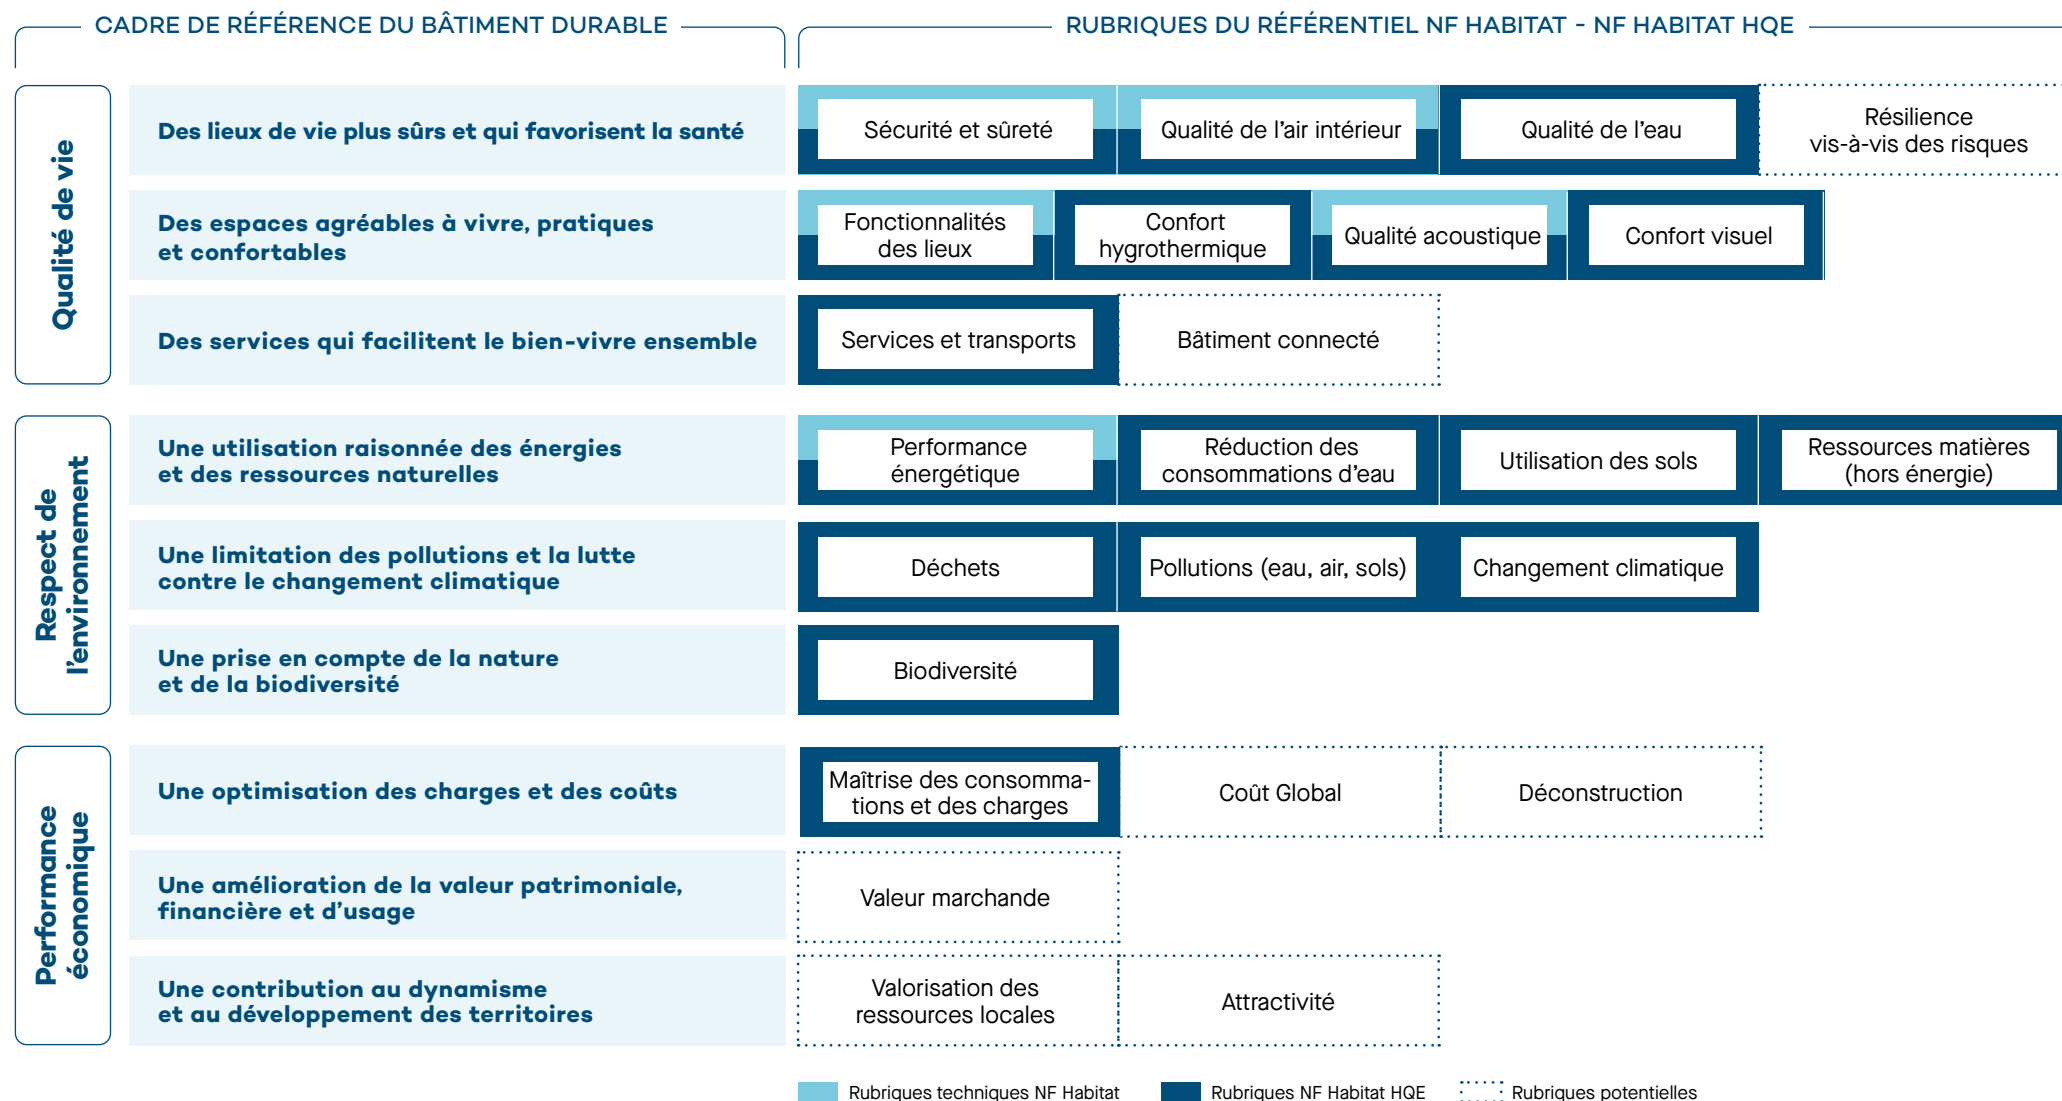 CADRE DE RÉFÉRENCE DU BÂTIMENT DURABLE
RUBRIQUES DU RÉFÉRENTIEL NF HABITAT - NF HABITAT HQE
Qualité de vie
Des lieux de vie plus sûrs et qui favorisent la santé
Sécurité et sûreté
Qualité de l'air intérieur
Qualité de l'eau
Résilience
vis-à-vis des risques
Des espaces agréables à vivre, pratiques
et confortables
Fonctionnalités
des lieux
Confort
hygrothermique
Qualité acoustique
Confort visuel
Des services qui facilitent le bien-vivre ensemble
Services et transports
Bâtiment connecté
Respect de
l'environnement
Une utilisation raisonnée des énergies
et des ressources naturelles
Performance
énergétique
Réduction des
consommations d'eau
Utilisation des sols
Ressources matières
(hors énergie)
Une limitation des pollutions et la lutte
contre le changement climatique
Déchets
Pollutions (eau, air, sols)
Changement climatique
Une prise en compte de la nature
et de la biodiversité
Biodiversité
Performance
économique
Une optimisation des charges et des coûts
Maîtrise des consomma-
tions et des charges
Coût Global
Déconstruction
Une amélioration de la valeur patrimoniale,
financière et d'usage
Valeur marchande
Une contribution au dynamisme
et au développement des territoires
Valorisation des
ressources locales
Attractivité
Rubriques techniques NF Habitat
Rubriques NF Habitat HQE
Rubriques potentielles